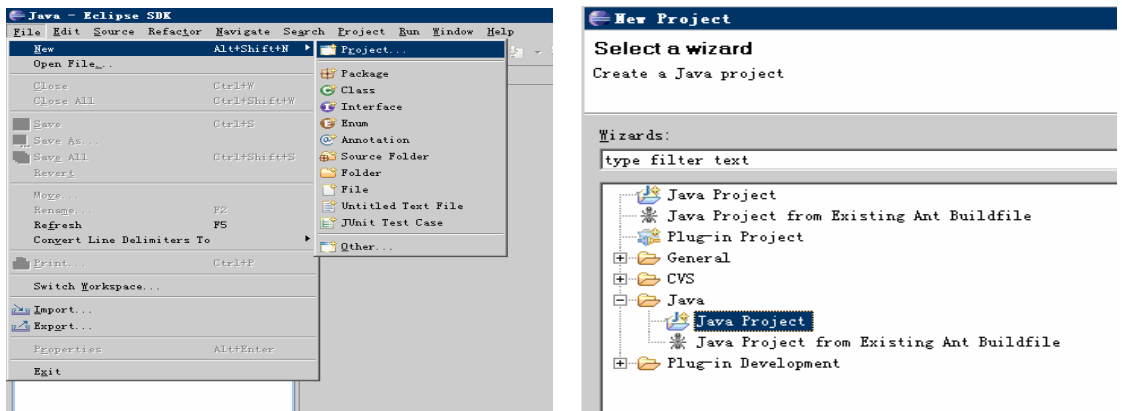 Java - Eclipse SDK
File Edit Source Refactor Navigate Search Project Run Window Help
New Alt+Shift+N
Open File...
Close Ctrl+W
Close All Ctrl+Shift+W
Save Ctrl+S
Save As...
Save All Ctrl+Shift+S
Revert
Move...
Rename... F2
Refresh F5
Convert Line Delimiters To
Print... Ctrl+P
Switch Workspace...
Import...
Export...
Properties Alt+Enter
Exit
Project...
Package
Class
Interface
Enum
Annotation
Source Folder
Folder
File
Untitled Text File
JUnit Test Case
Other...
New Project
Select a wizard
Create a Java project
Wizards:
type filter text
Java Project
Java Project from Existing Ant Buildfile
Plug-in Project
General
CVS
Java
Java Project
Java Project from Existing Ant Buildfile
Plug-in Development